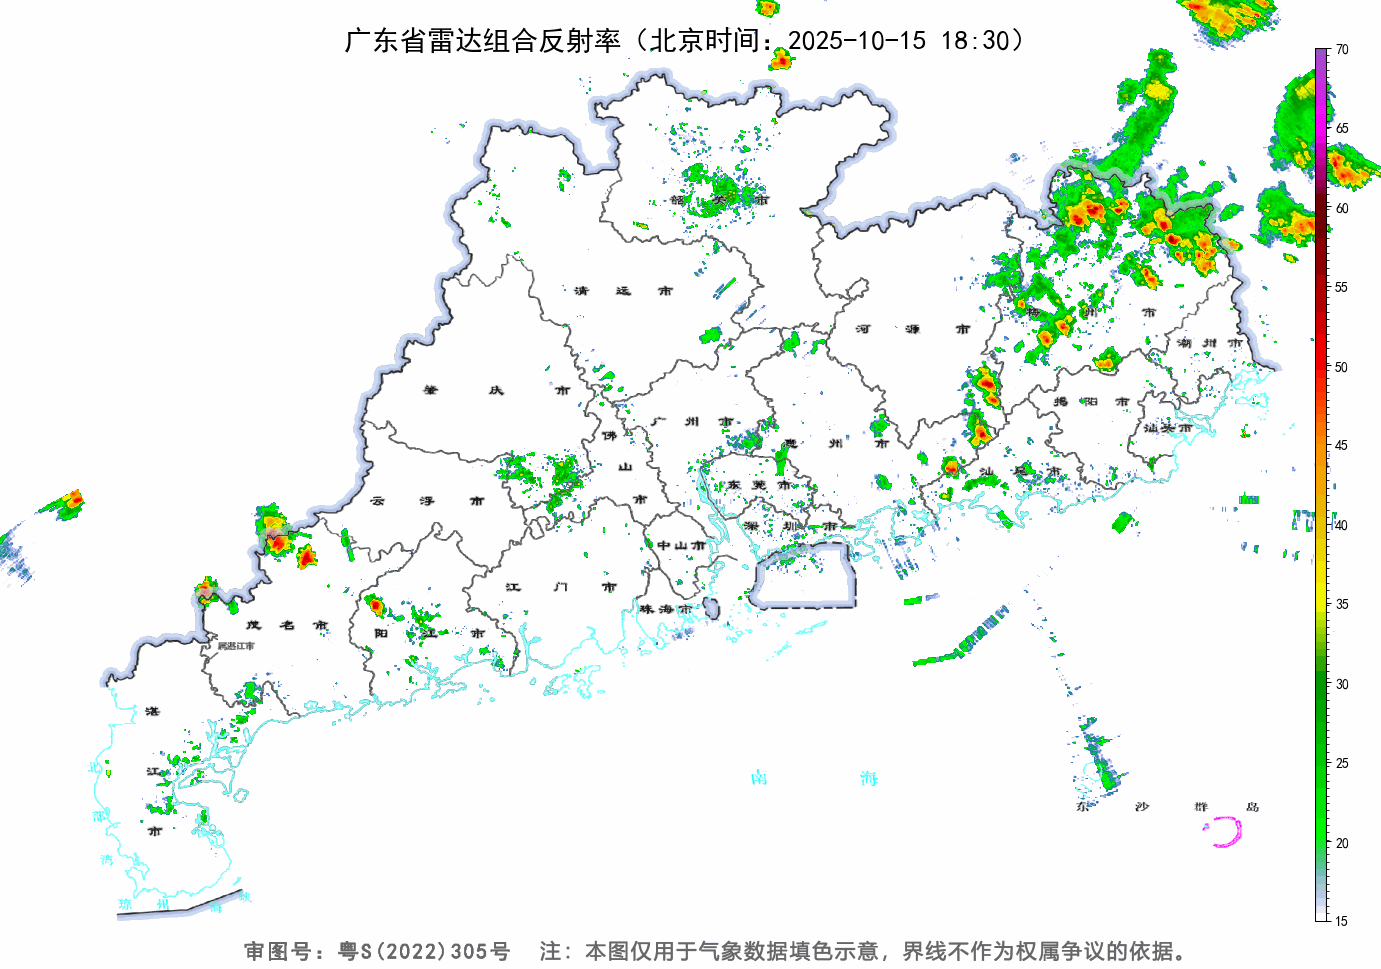 广东省雷达组合反射率（北京时间：2025-10-15 18:30）
70
65
60
55
50
45
40
35
30
25
20
15
韶关市
清远市
河源市
梅州市
潮州市
肇庆市
广州市
佛山市
惠州市
揭阳市
汕头市
汕尾市
云浮市
东莞市
深圳市
中山市
江门市
珠海市
茂名市
阳江市
属湛江市
湛江市
北部湾
琼州海峡
南海
东沙群岛
审图号：粤S(2022)305号 注：本图仅用于气象数据填色示意，界线不作为权属争议的依据。